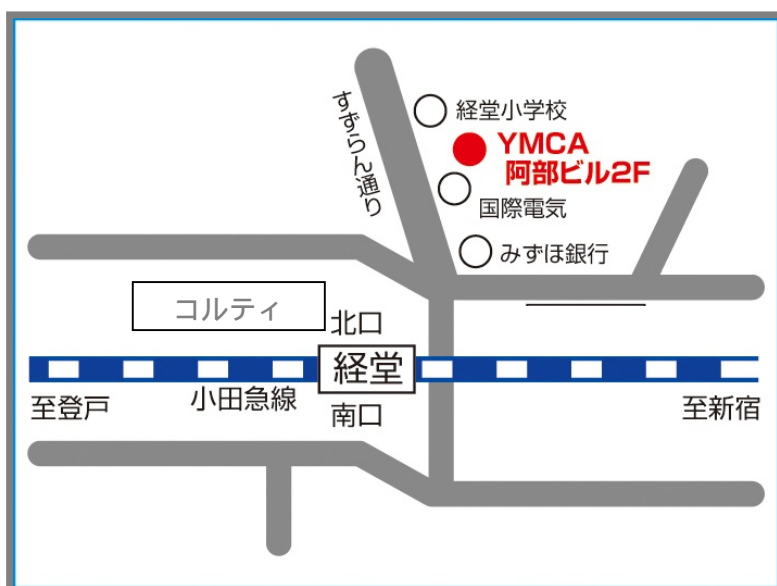 経堂小学校
YMCA
阿部ビル2F
すずらん通り
国際電気
みずほ銀行
コルティ
北口
経堂
至登戸
小田急線
南口
至新宿